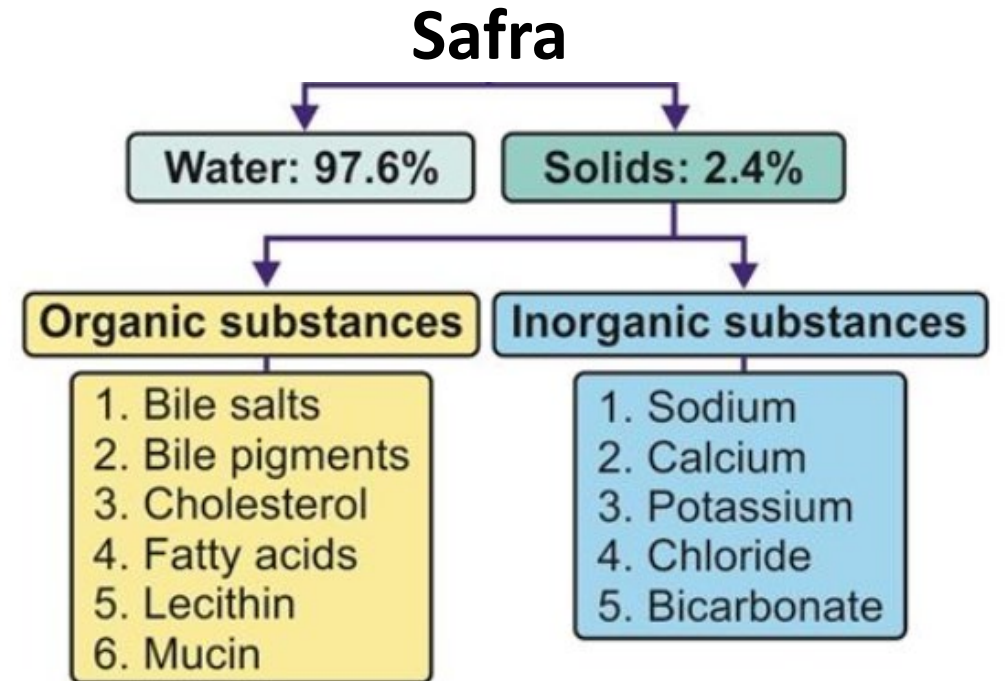 Safra
Water: 97.6%
Solids: 2.4%
Organic substances
Inorganic substances
1. Bile salts
2. Bile pigments
3. Cholesterol
4. Fatty acids
5. Lecithin
6. Mucin
1. Sodium
2. Calcium
3. Potassium
4. Chloride
5. Bicarbonate